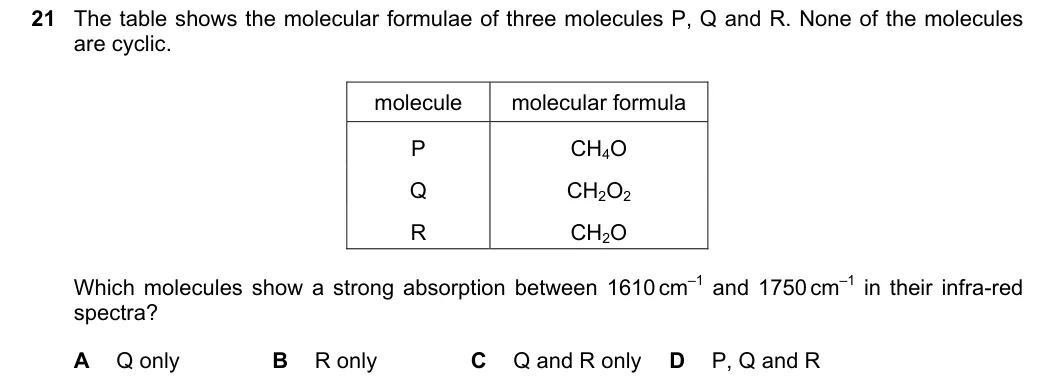 21 The table shows the molecular formulae of three molecules P, Q and R. None of the molecules
are cyclic.
molecule molecular formula
P CH₄O
Q CH₂O₂
R CH₂O
Which molecules show a strong absorption between 1610 cm⁻¹ and 1750 cm⁻¹ in their infra-red
spectra?
A Q only B R only C Q and R only D P, Q and R